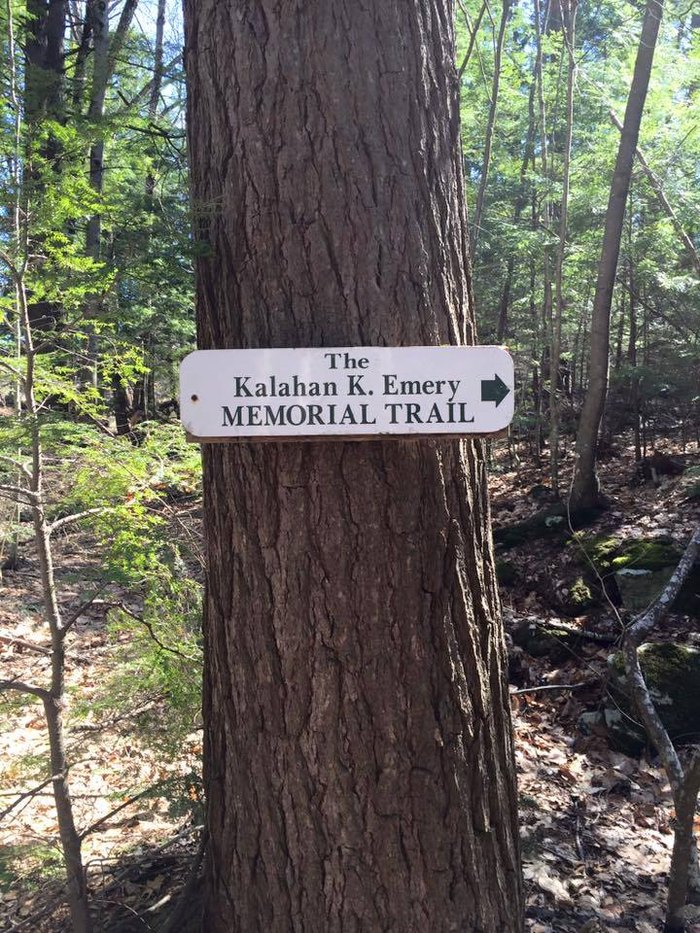 The
Kalahan K. Emery
MEMORIAL TRAIL